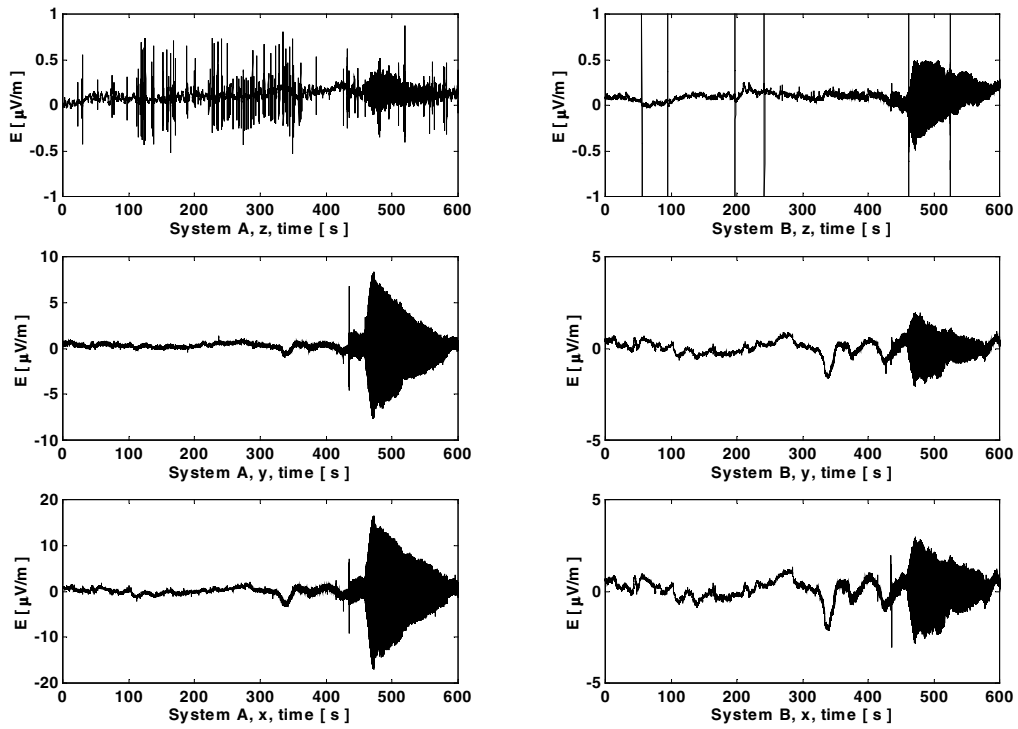 1
0.5
0
-0.5
-1
E [ µV/m ]
0 100 200 300 400 500 600
System A, z, time [ s ]
1
0.5
0
-0.5
-1
E [ µV/m ]
0 100 200 300 400 500 600
System B, z, time [ s ]
10
5
0
-5
-10
E [ µV/m ]
0 100 200 300 400 500 600
System A, y, time [ s ]
5
0
-5
E [ µV/m ]
0 100 200 300 400 500 600
System B, y, time [ s ]
20
10
0
-10
-20
E [ µV/m ]
0 100 200 300 400 500 600
System A, x, time [ s ]
5
0
-5
E [ µV/m ]
0 100 200 300 400 500 600
System B, x, time [ s ]